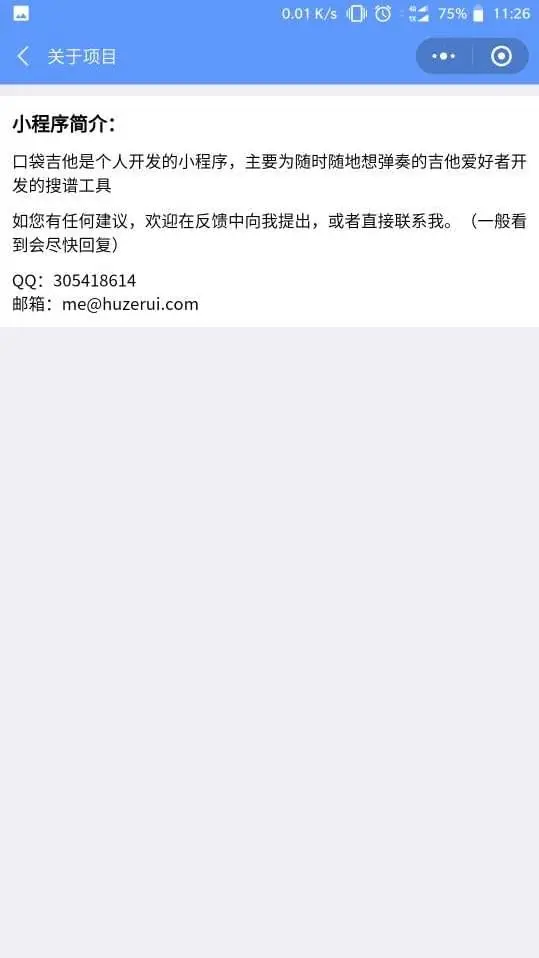 0.01 K/s 4G 1X 75% 11:26
关于项目
小程序简介：
口袋吉他是个人开发的小程序，主要为随时随地想弹奏的吉他爱好者开
发的搜谱工具
如您有任何建议，欢迎在反馈中向我提出，或者直接联系我。（一般看
到会尽快回复）
QQ：305418614
邮箱：me@huzerui.com